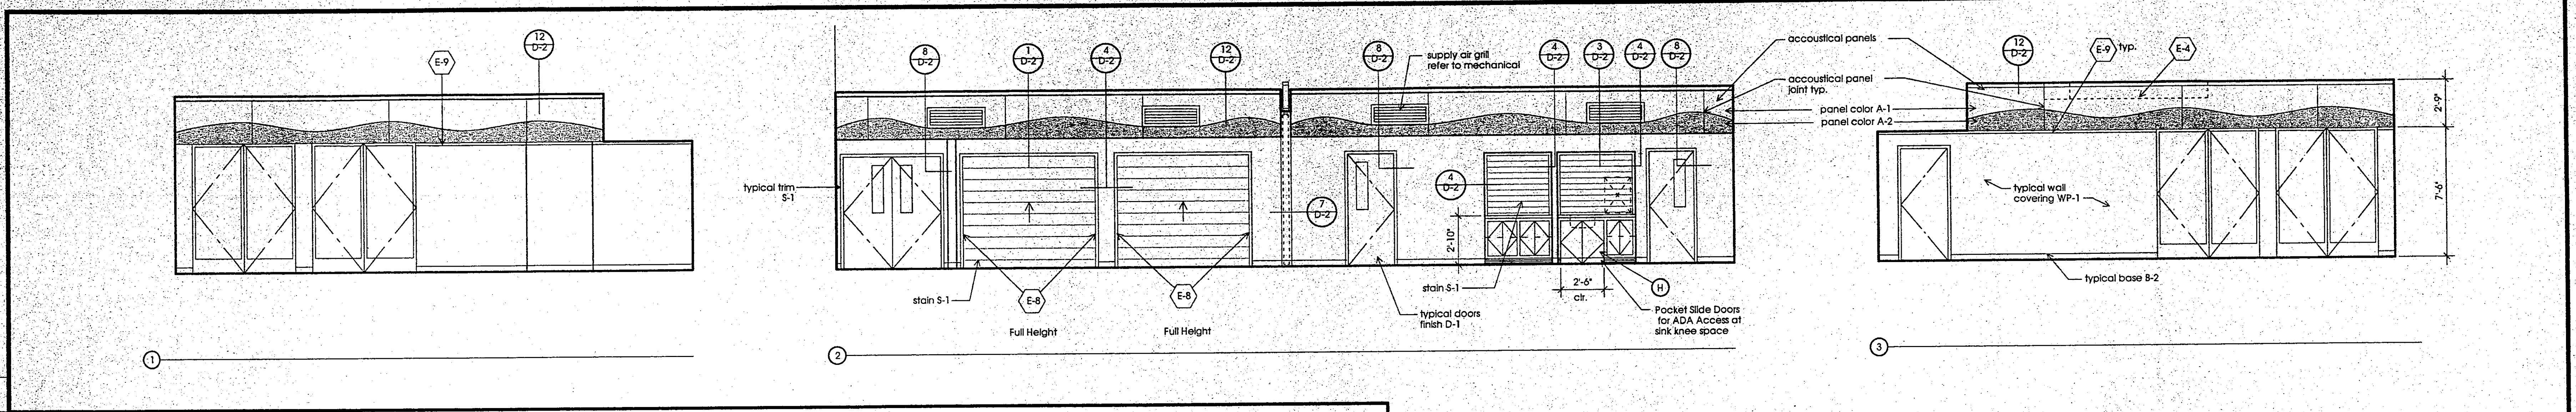 12
D-2
E-9
1
8
D-2
1
D-2
4
D-2
12
D-2
8
D-2
supply air grill
refer to mechanical
4
D-2
3
D-2
4
D-2
8
D-2
accoustical panels
accoustical panel
joint typ.
panel color A-1
panel color A-2
typical trim
S-1
7
D-2
4
D-2
2'-10"
stain S-1
E-8
E-8
Full Height
Full Height
stain S-1
2'-6"
clr.
H
typical doors
finish D-1
Pocket Slide Doors
for ADA Access at
sink knee space
2
12
D-2
E-9 typ.
E-4
2'-9"
7'-6"
typical wall
covering WP-1
typical base B-2
3